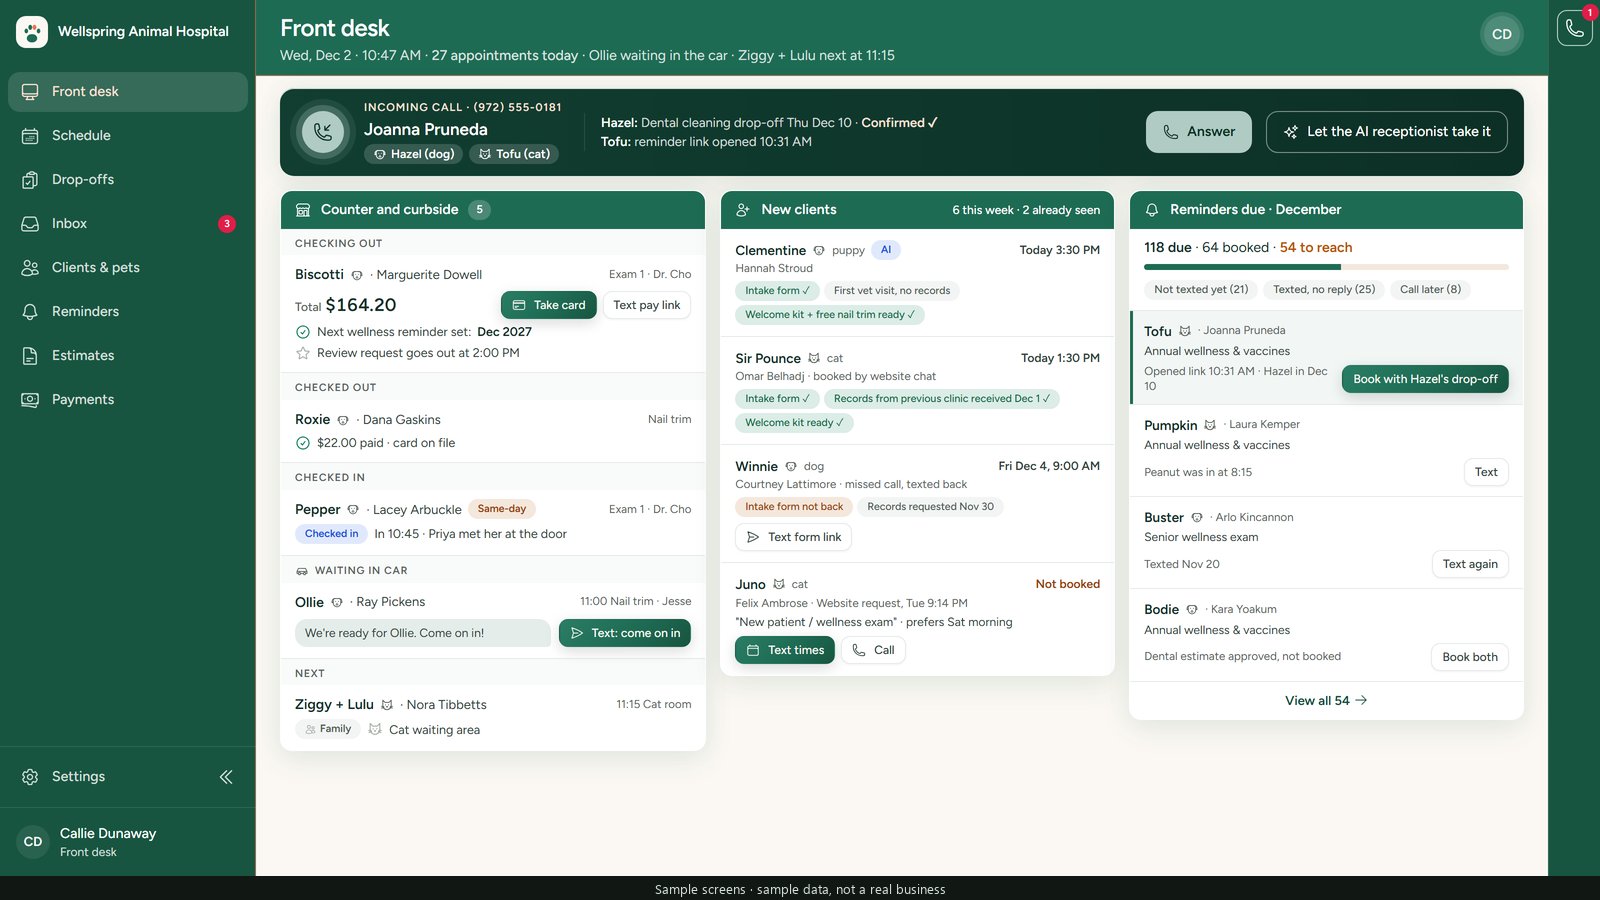 Wellspring Animal Hospital
Front desk
Schedule
Drop-offs
Inbox
3
Clients & pets
Reminders
Estimates
Payments
Settings
CD
Callie Dunaway
Front desk
Front desk
Wed, Dec 2 · 10:47 AM · 27 appointments today · Ollie waiting in the car · Ziggy + Lulu next at 11:15
CD
1
INCOMING CALL · (972) 555-0181
Joanna Pruneda
Hazel (dog)
Tofu (cat)
Hazel: Dental cleaning drop-off Thu Dec 10 · Confirmed ✓
Tofu: reminder link opened 10:31 AM
Answer
Let the AI receptionist take it
Counter and curbside 5
CHECKING OUT
Biscotti · Marguerite Dowell
Exam 1 · Dr. Cho
Total $164.20
Take card
Text pay link
Next wellness reminder set: Dec 2027
Review request goes out at 2:00 PM
CHECKED OUT
Roxie · Dana Gaskins
Nail trim
$22.00 paid · card on file
CHECKED IN
Pepper · Lacey Arbuckle Same-day
Exam 1 · Dr. Cho
Checked in In 10:45 · Priya met her at the door
WAITING IN CAR
Ollie · Ray Pickens
11:00 Nail trim · Jesse
We're ready for Ollie. Come on in!
Text: come on in
NEXT
Ziggy + Lulu · Nora Tibbetts
11:15 Cat room
Family Cat waiting area
New clients
6 this week · 2 already seen
Clementine puppy AI
Today 3:30 PM
Hannah Stroud
Intake form ✓
First vet visit, no records
Welcome kit + free nail trim ready ✓
Sir Pounce cat
Today 1:30 PM
Omar Belhadj · booked by website chat
Intake form ✓
Records from previous clinic received Dec 1 ✓
Welcome kit ready ✓
Winnie dog
Fri Dec 4, 9:00 AM
Courtney Lattimore · missed call, texted back
Intake form not back
Records requested Nov 30
Text form link
Juno cat
Not booked
Felix Ambrose · Website request, Tue 9:14 PM
"New patient / wellness exam" · prefers Sat morning
Text times
Call
Reminders due · December
118 due · 64 booked · 54 to reach
Not texted yet (21)
Texted, no reply (25)
Call later (8)
Tofu · Joanna Pruneda
Annual wellness & vaccines
Opened link 10:31 AM · Hazel in Dec
10
Book with Hazel's drop-off
Pumpkin · Laura Kemper
Annual wellness & vaccines
Peanut was in at 8:15
Text
Buster · Arlo Kincannon
Senior wellness exam
Texted Nov 20
Text again
Bodie · Kara Yoakum
Annual wellness & vaccines
Dental estimate approved, not booked
Book both
View all 54 →
Sample screens · sample data, not a real business